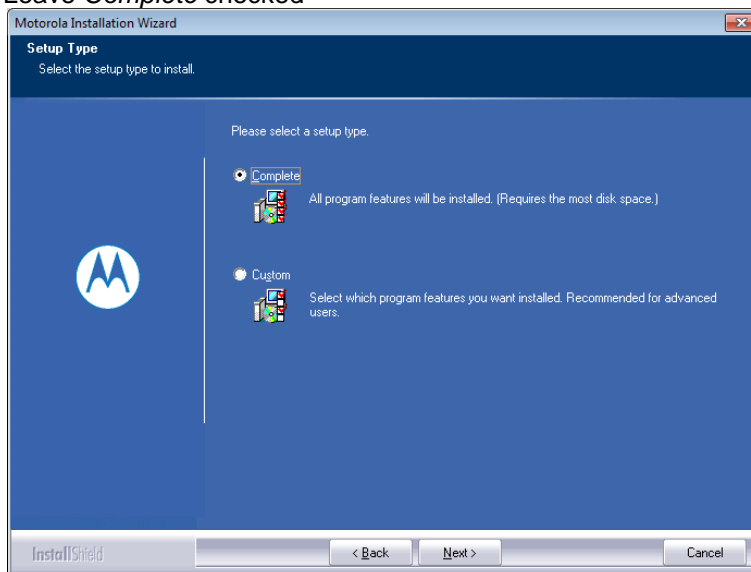 Leave Complete checked
Motorola Installation Wizard
Setup Type
Select the setup type to install.
Please select a setup type.
Complete
All program features will be installed. (Requires the most disk space.)
Custom
Select which program features you want installed. Recommended for advanced
users.
InstallShield
< Back Next > Cancel